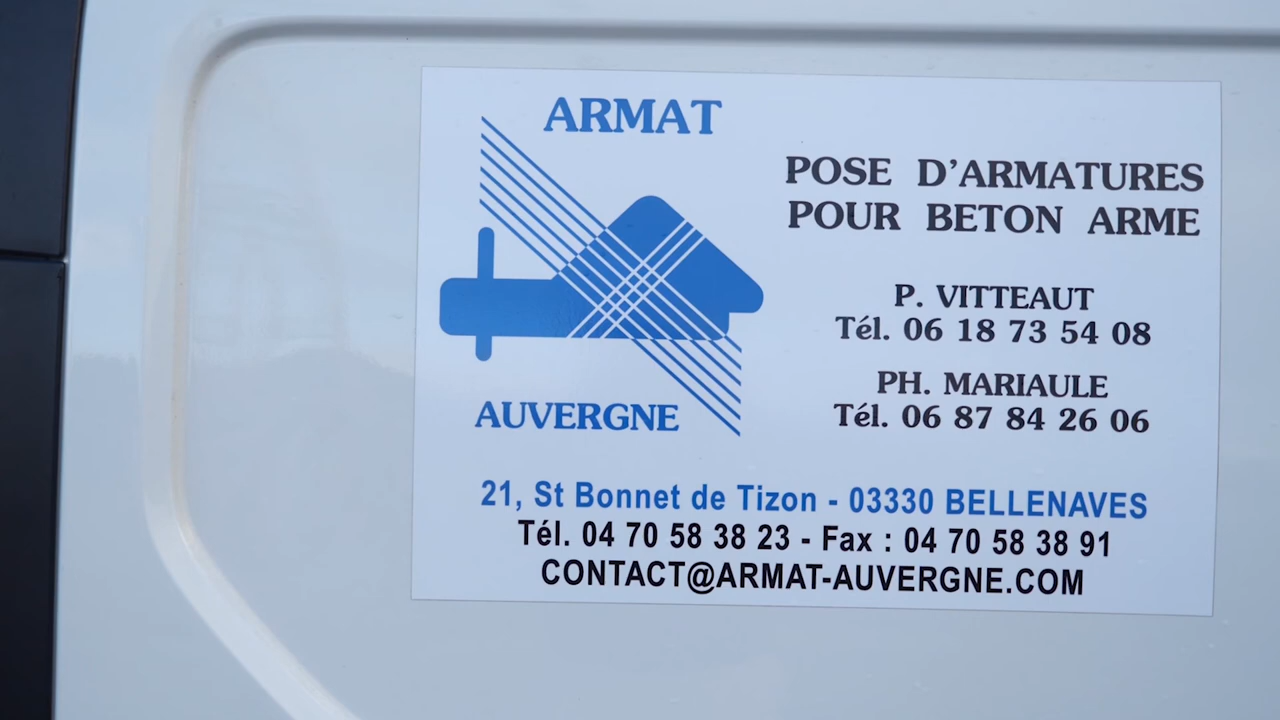 ARMAT
AUVERGNE
POSE D'ARMATURES
POUR BETON ARME
P. VITTEAUT
Tél. 06 18 73 54 08
PH. MARIAULE
Tél. 06 87 84 26 06
21, St Bonnet de Tizon - 03330 BELLENAVES
Tél. 04 70 58 38 23 - Fax : 04 70 58 38 91
CONTACT@ARMAT-AUVERGNE.COM